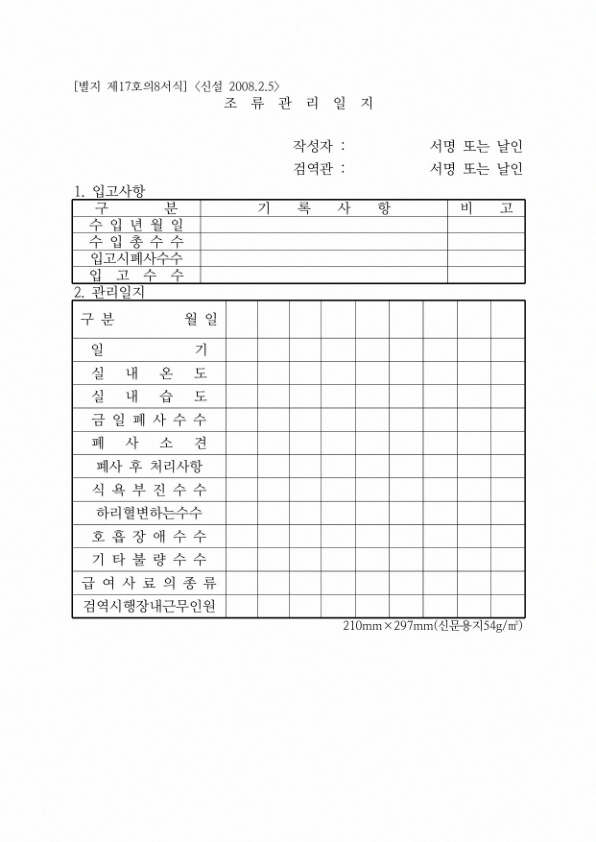 [별지 제17호의8서식] 〈신설 2008.2.5〉
조 류 관 리 일 지
작성자 : 서명 또는 날인
검역관 : 서명 또는 날인
1. 입고사항
구 분 기 록 사 항 비 고
수 입 년 월 일
수 입 총 수 수
입고시폐사수수
입 고 수 수
2. 관리일지
구 분 월 일
일 기
실 내 온 도
실 내 습 도
금 일 폐 사 수 수
폐 사 소 견
폐사 후 처리사항
식 욕 부 진 수 수
하리혈변하는수수
호 흡 장 애 수 수
기 타 불 량 수 수
급 여 사 료 의 종 류
검역시행장내근무인원
210mm×297mm(신문용지54g/㎡)